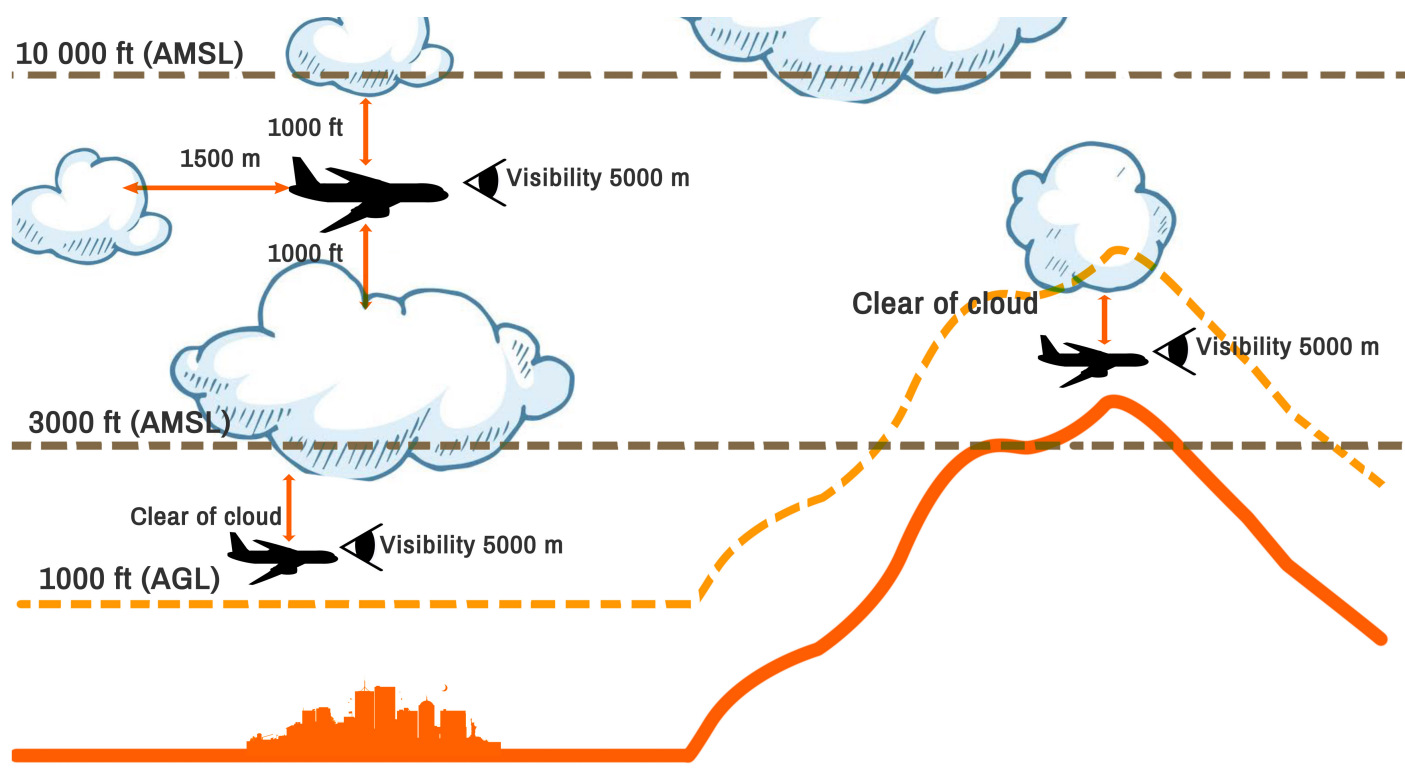 10 000 ft (AMSL)
1000 ft
1500 m
Visibility 5000 m
1000 ft
Clear of cloud
Visibility 5000 m
3000 ft (AMSL)
Clear of cloud
Visibility 5000 m
1000 ft (AGL)